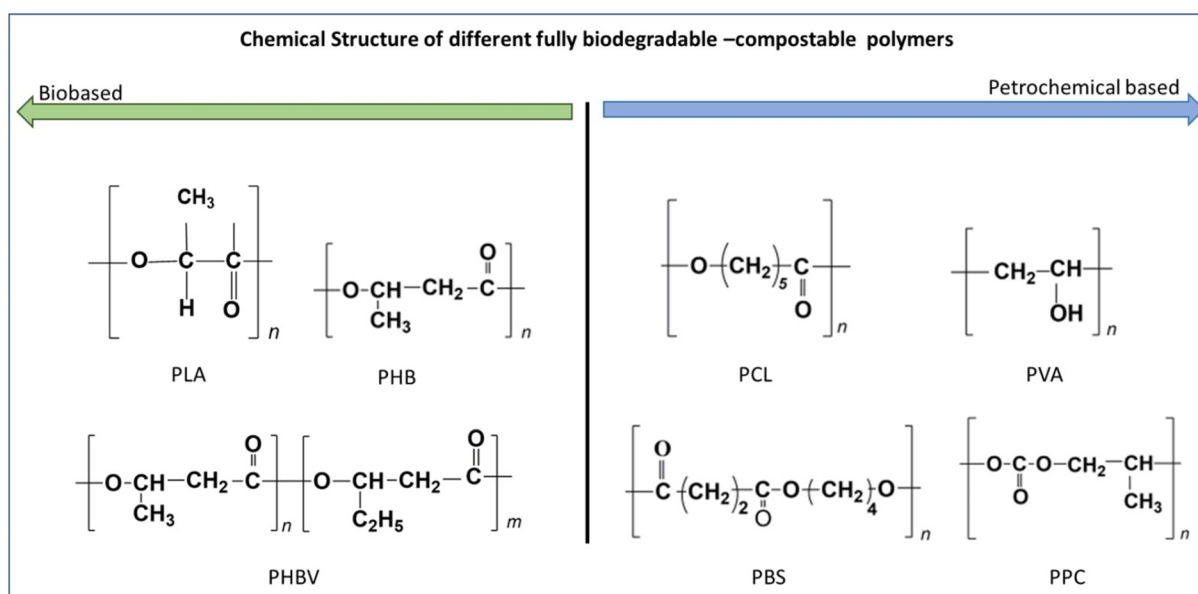 Chemical Structure of different fully biodegradable –compostable polymers
Biobased
Petrochemical based
CH3
O C C
H O
n
PLA
O
O-CH-CH2-C
CH3
n
PHB
O-(CH2)5 C
O
n
PCL
CH2-CH
OH
n
PVA
O O
O-CH-CH2-C O-CH-CH2-C
CH3 C2H5
n m
PHBV
O
C-(CH2)2-C-O-(CH2)4-O
O
n
PBS
O-C-O-CH2-CH
O CH3
n
PPC